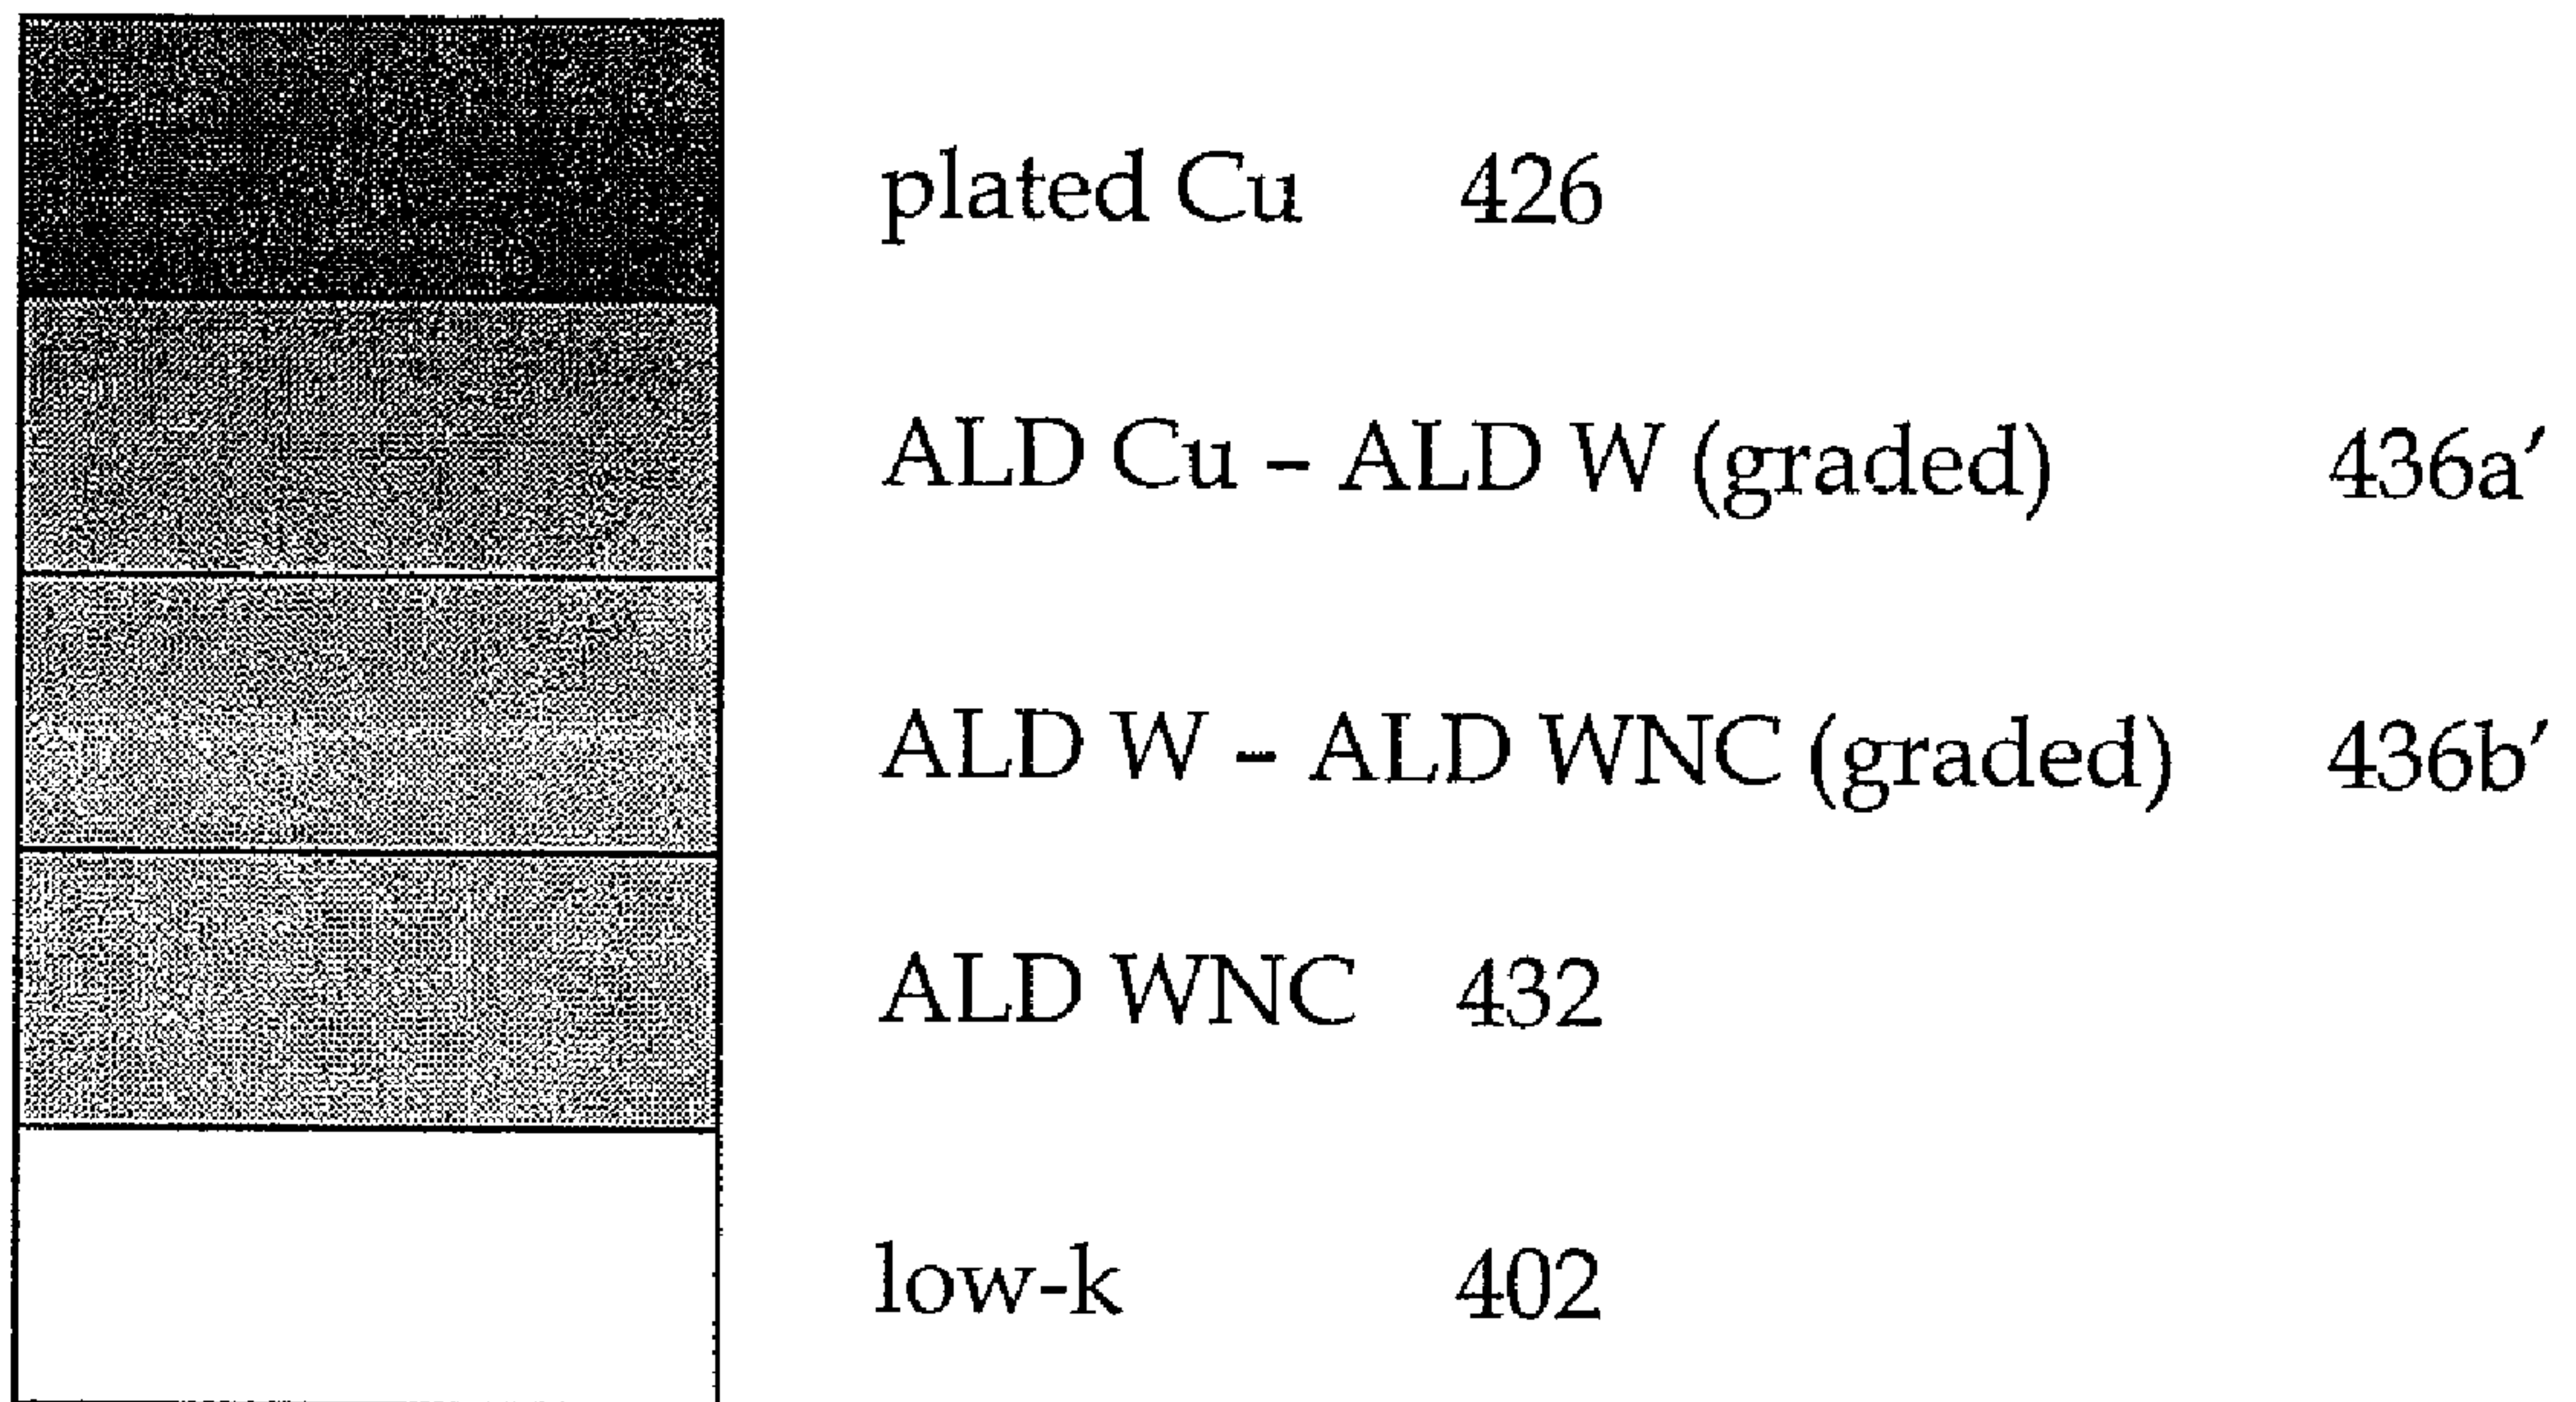 plated Cu 426
ALD Cu – ALD W (graded) 436a′
ALD W – ALD WNC (graded) 436b′
ALD WNC 432
low-k 402